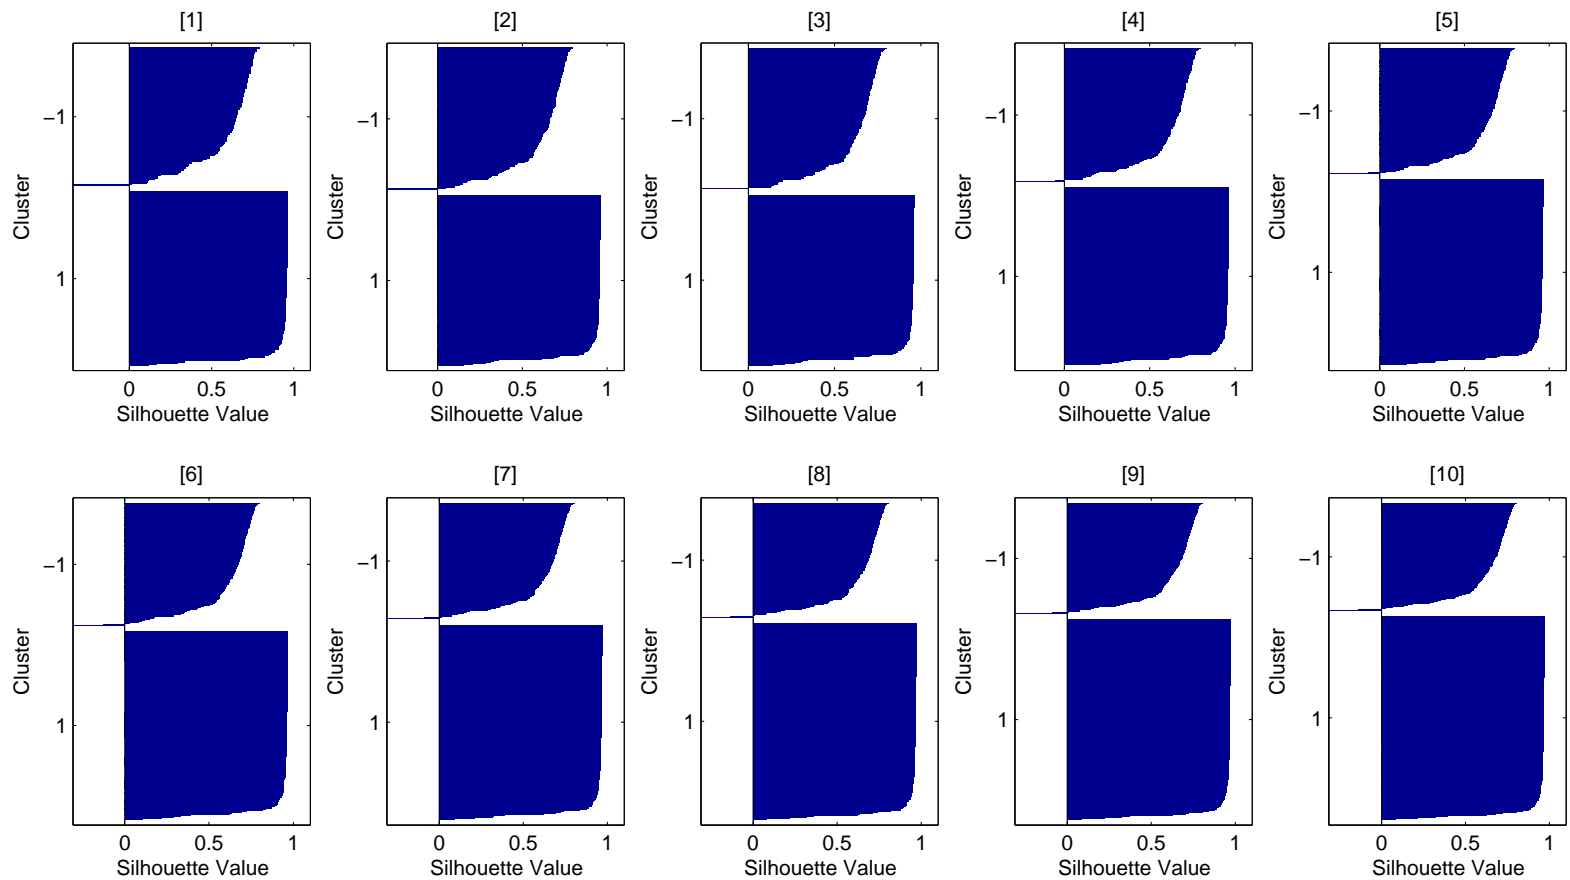 [1] [2] [3] [4] [5]
−1 −1 −1 −1 −1
Cluster Cluster Cluster Cluster Cluster
1 1 1 1 1
0 0.5 1 0 0.5 1 0 0.5 1 0 0.5 1 0 0.5 1
Silhouette Value Silhouette Value Silhouette Value Silhouette Value Silhouette Value
[6] [7] [8] [9] [10]
−1 −1 −1 −1 −1
Cluster Cluster Cluster Cluster Cluster
1 1 1 1 1
0 0.5 1 0 0.5 1 0 0.5 1 0 0.5 1 0 0.5 1
Silhouette Value Silhouette Value Silhouette Value Silhouette Value Silhouette Value